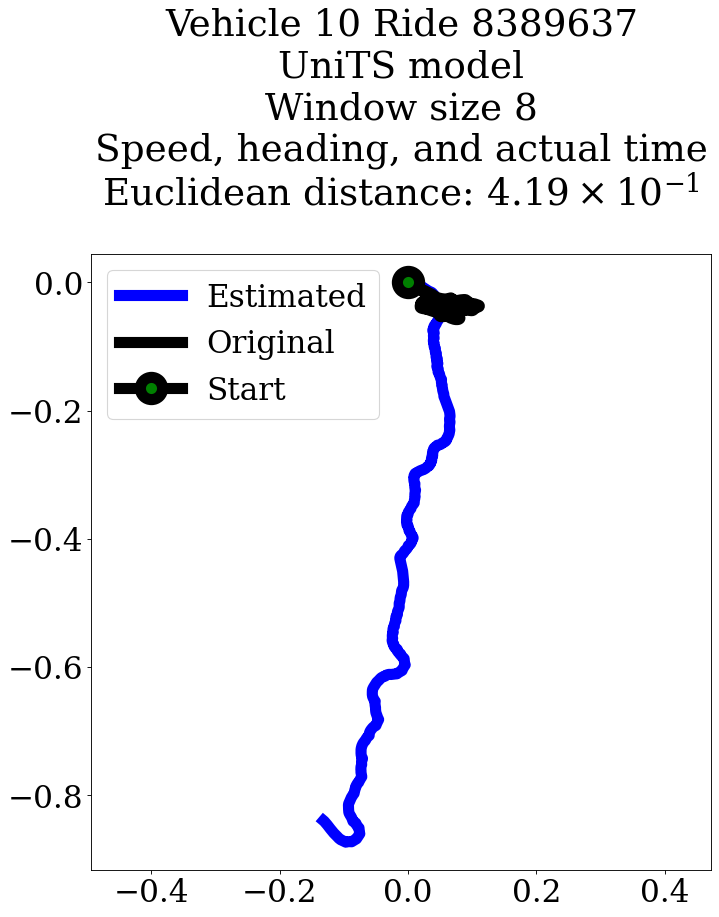 Vehicle 10 Ride 8389637
UniTS model
Window size 8
Speed, heading, and actual time
Euclidean distance: 4.19 × 10⁻¹
Estimated
Original
Start
0.0
−0.2
−0.4
−0.6
−0.8
−0.4 −0.2 0.0 0.2 0.4